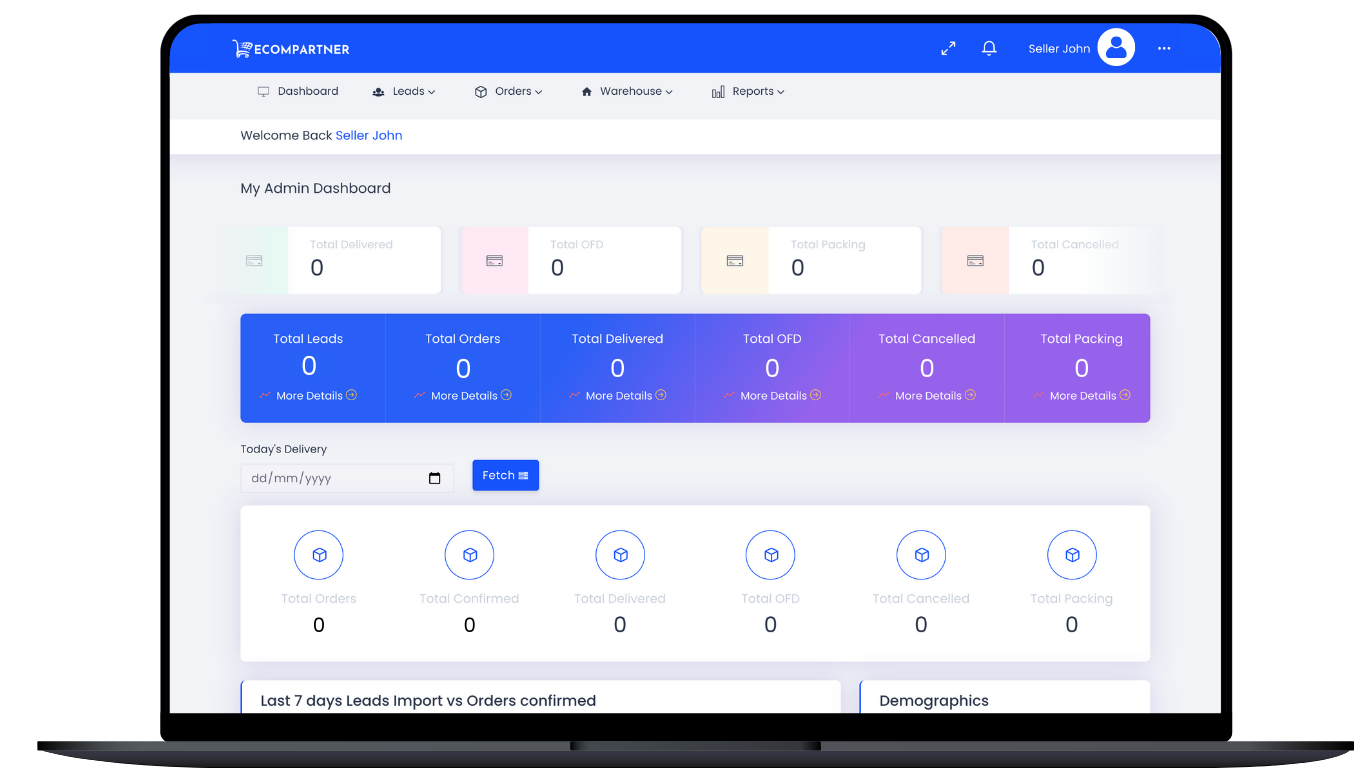 ECOMPARTNER
Seller John
Dashboard Leads Orders Warehouse Reports
Welcome Back Seller John
My Admin Dashboard
Total Delivered Total OFD Total Packing Total Cancelled
0 0 0 0
Total Leads Total Orders Total Delivered Total OFD Total Cancelled Total Packing
0 0 0 0 0 0
More Details More Details More Details More Details More Details More Details
Today's Delivery
dd/mm/yyyy Fetch
Total Orders Total Confirmed Total Delivered Total OFD Total Cancelled Total Packing
0 0 0 0 0 0
Last 7 days Leads Import vs Orders confirmed Demographics